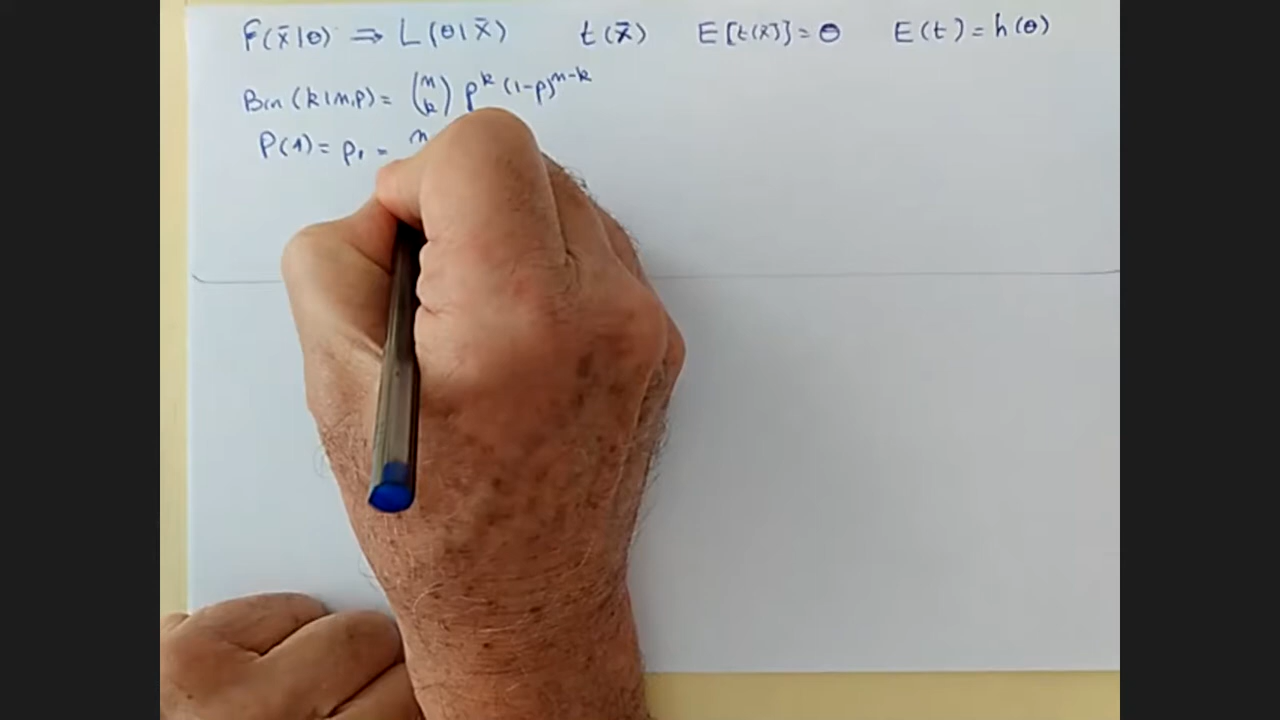 f(x̄|θ) ⇒ L(θ|x̄) t(x̄) E[t(x̄)] = θ E(t) = h(θ)
Bin(k|n,p) = (n k) p^k (1-p)^{n-k}
P(1) = p₁ = n